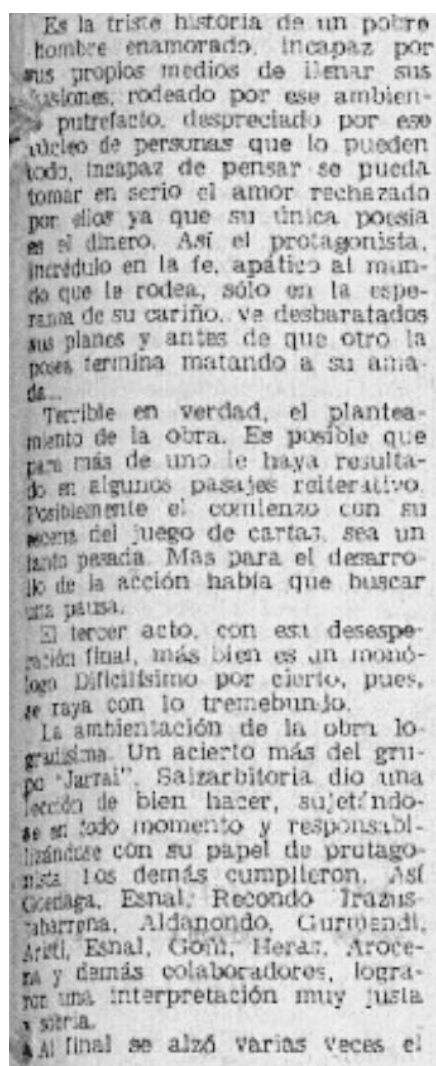 Es la triste historia de un pobre
hombre enamorado, incapaz por
sus propios medios de llenar sus
ilusiones, rodeado por ese ambien-
putrefacto, despreciado por ese
núcleo de personas que lo pueden
todo, incapaz de pensar se pueda
tomar en serio el amor rechazado
por ellos ya que su única poesía
es el dinero. Así el protagonista,
incrédulo en la fe, apático al mun-
do que le rodea, sólo en la espe-
ranza de su cariño, ve desbaratados
sus planes y antes de que otro la
posea termina matando a su ama-
da...
Terrible en verdad, el plantea-
miento de la obra. Es posible que
para más de uno le haya resulta-
do en algunos pasajes reiterativo.
Posiblemente el comienzo con su
escena del juego de cartas, sea un
tanto pesada. Mas para el desarro-
llo de la acción había que buscar
una pausa.
El tercer acto, con esa desespe-
ración final, más bien es un monó-
logo Dificilísimo por cierto, pues,
se raya con lo tremebundo.
La ambientación de la obra lo-
gradísima. Un acierto más del gru-
po "Jarrai". Saizarbitoria dio una
lección de bien hacer, sujetándo-
se en todo momento y responsabi-
lizándose con su papel de protago-
nista Los demás cumplieron. Así
Esnal, Recondo Irazus-
Aldanondo, Gurmendi,
Aristi, Esnal, Goñi, Heras, Aroce-
na y demás colaboradores, logra-
ron una interpretación muy justa
y sobria.
Al final se alzó varias veces el